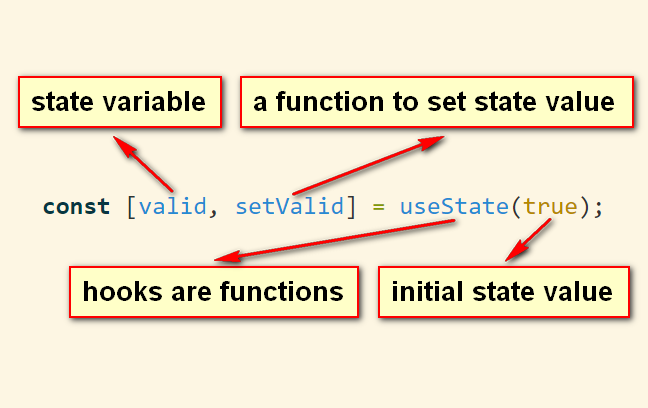 state variable
a function to set state value
const [valid, setValid] = useState(true);
hooks are functions
initial state value